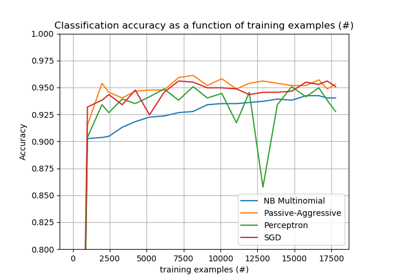 Classification accuracy as a function of training examples (#)
1.000
0.975
0.950
0.925
0.900
0.875
0.850
0.825
0.800
Accuracy
NB Multinomial
Passive-Aggressive
Perceptron
SGD
0 2500 5000 7500 10000 12500 15000 17500
training examples (#)